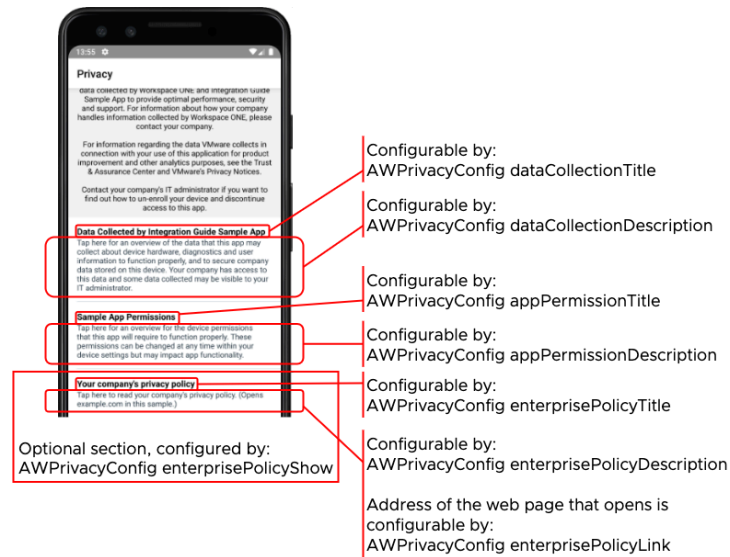 13:55
Privacy
data collected by Workspace ONE and Integration Guide
Sample App to provide optimal performance, security
and support. For information about how your company
handles information collected by Workspace ONE, please
contact your company.
For information regarding the data VMware collects in
connection with your use of this application for product
improvement and other analytics purposes, see the Trust
& Assurance Center and VMware's Privacy Notices.
Contact your company's IT administrator if you want to
find out how to un-enroll your device and discontinue
access to this app.
Data Collected by Integration Guide Sample App
Tap here for an overview of the data that this app may
collect about device hardware, diagnostics and user
information to function properly, and to secure company
data stored on this device. Your company has access to
this data and some data collected may be visible to your
IT administrator.
Sample App Permissions
Tap here for an overview for the device permissions
that this app will require to function properly. These
permissions can be changed at any time within your
device settings but may impact app functionality.
Your company's privacy policy
Tap here to read your company's privacy policy. (Opens
example.com in this sample.)
Optional section, configured by:
AWPrivacyConfig enterprisePolicyShow
Configurable by:
AWPrivacyConfig dataCollectionTitle
Configurable by:
AWPrivacyConfig dataCollectionDescription
Configurable by:
AWPrivacyConfig appPermissionTitle
Configurable by:
AWPrivacyConfig appPermissionDescription
Configurable by:
AWPrivacyConfig enterprisePolicyTitle
Configurable by:
AWPrivacyConfig enterprisePolicyDescription
Address of the web page that opens is
configurable by:
AWPrivacyConfig enterprisePolicyLink